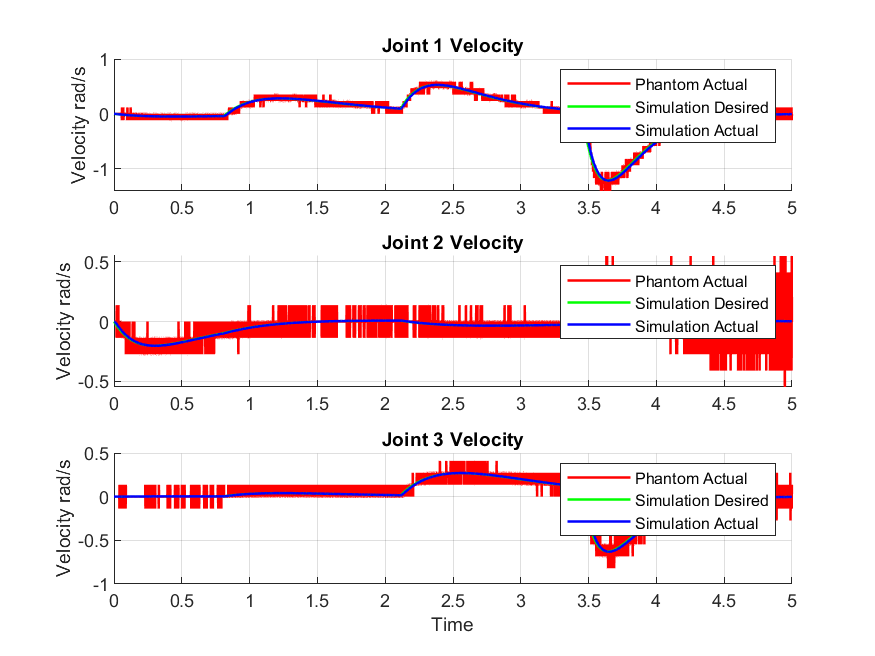 Joint 1 Velocity
Velocity rad/s
1
0
-1
Phantom Actual
Simulation Desired
Simulation Actual
0 0.5 1 1.5 2 2.5 3 3.5 4 4.5 5
Joint 2 Velocity
Velocity rad/s
0.5
0
-0.5
Phantom Actual
Simulation Desired
Simulation Actual
0 0.5 1 1.5 2 2.5 3 3.5 4 4.5 5
Joint 3 Velocity
Velocity rad/s
0.5
0
-0.5
-1
Phantom Actual
Simulation Desired
Simulation Actual
0 0.5 1 1.5 2 2.5 3 3.5 4 4.5 5
Time